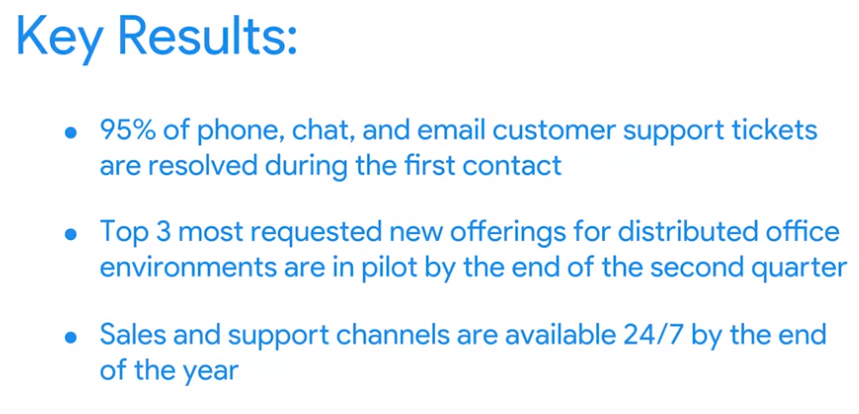 Key Results:
• 95% of phone, chat, and email customer support tickets
are resolved during the first contact
• Top 3 most requested new offerings for distributed office
environments are in pilot by the end of the second quarter
• Sales and support channels are available 24/7 by the end
of the year